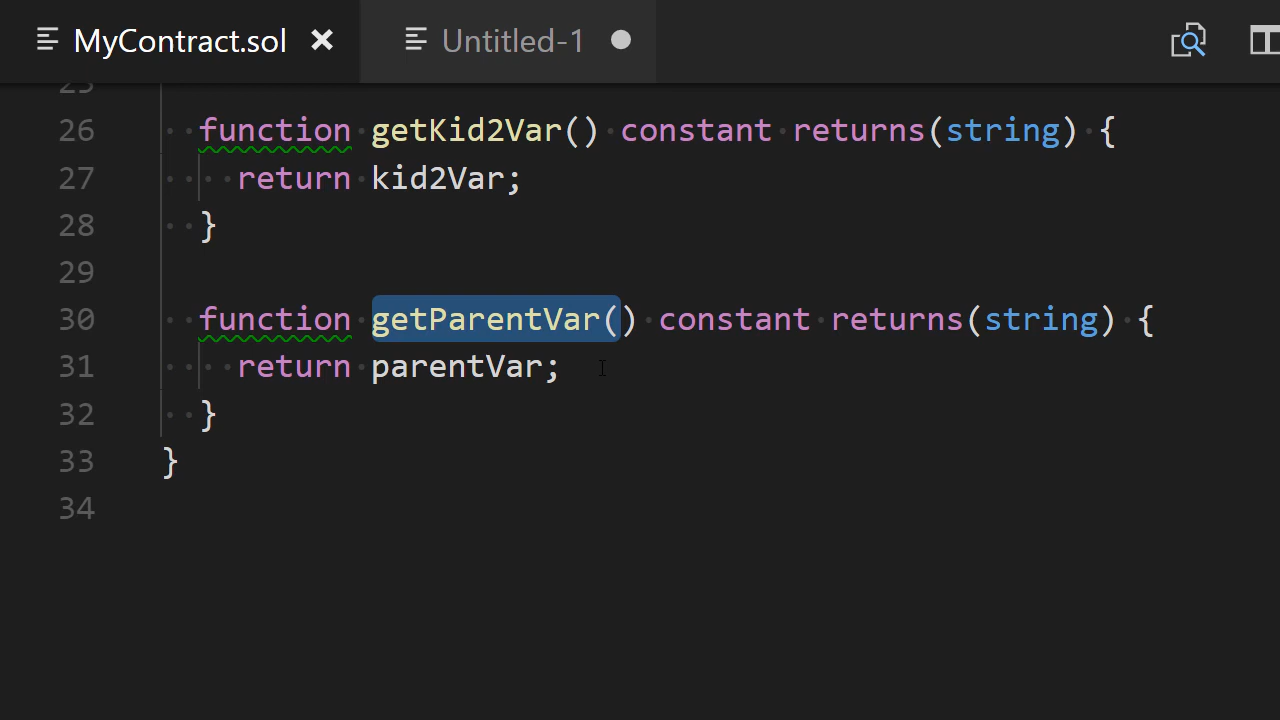 MyContract.sol Untitled-1
25
26 function getKid2Var() constant returns(string) {
27 return kid2Var;
28 }
29
30 function getParentVar() constant returns(string) {
31 return parentVar;
32 }
33 }
34